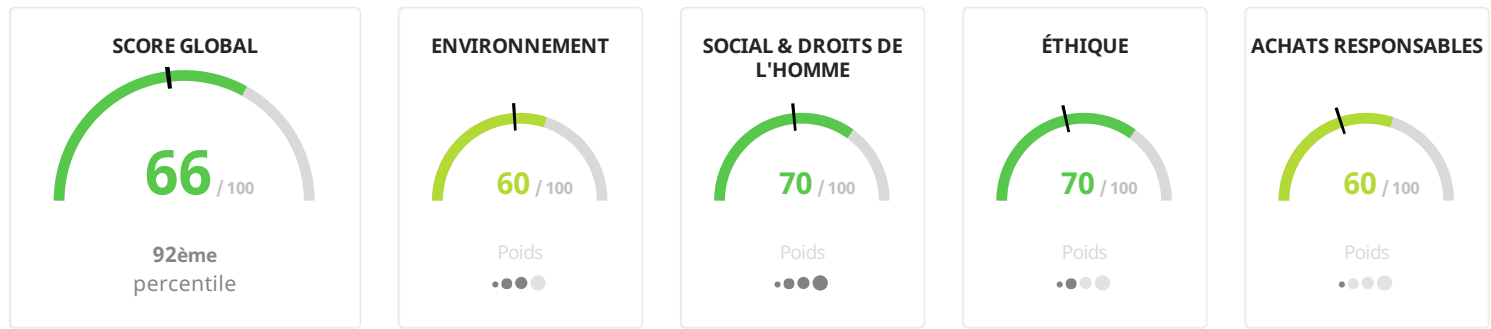 SCORE GLOBAL
66 / 100
92ème
percentile
ENVIRONNEMENT
60 / 100
Poids
SOCIAL & DROITS DE
L'HOMME
70 / 100
Poids
ÉTHIQUE
70 / 100
Poids
ACHATS RESPONSABLES
60 / 100
Poids